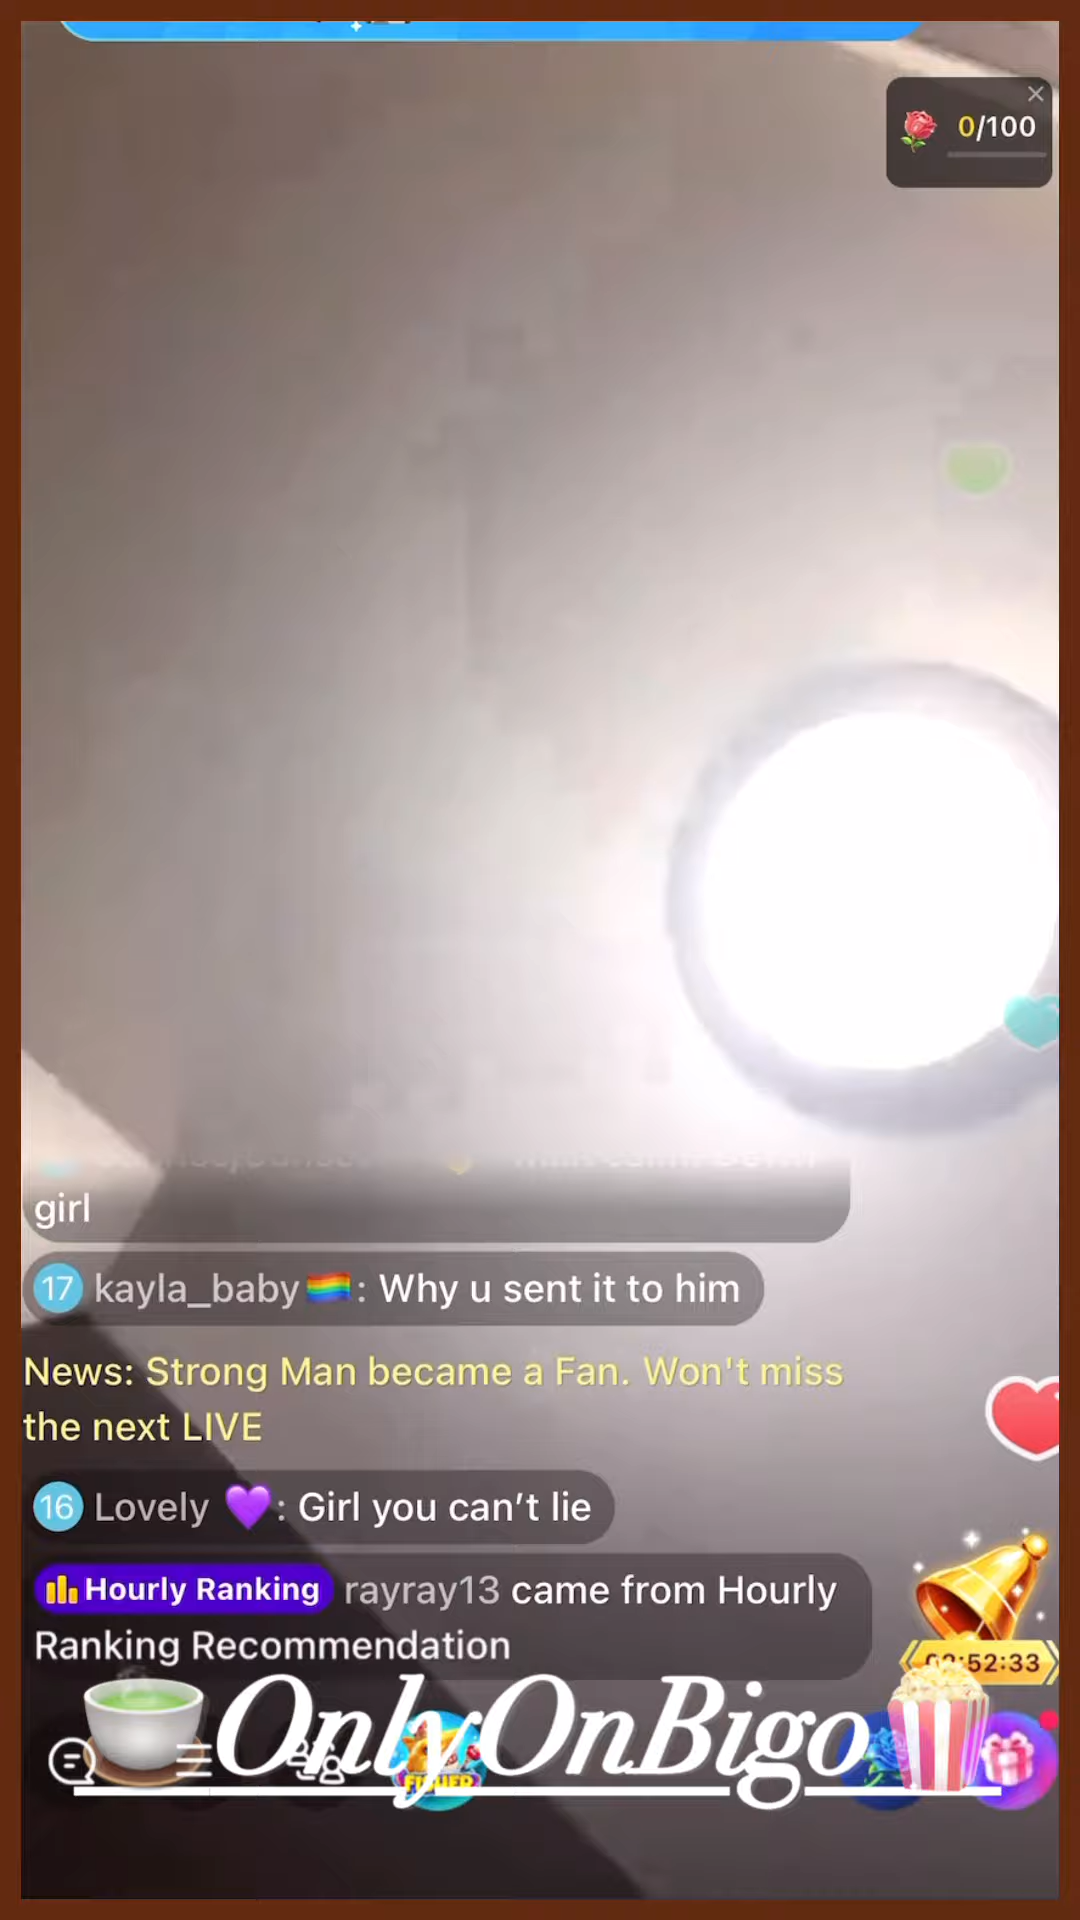 0/100
girl
17 kayla_baby🏳️‍🌈: Why u sent it to him
News: Strong Man became a Fan. Won't miss
the next LIVE
16 Lovely 💜: Girl you can’t lie
Hourly Ranking rayray13 came from Hourly
Ranking Recommendation
:52:33
OnlyOnBigo
FISHER